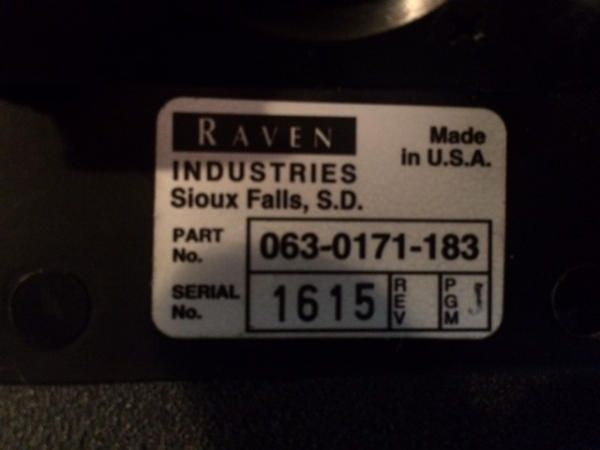 RAVEN
INDUSTRIES
Sioux Falls, S.D.
Made
in U.S.A.
PART
No.
063-0171-183
SERIAL
No.
1615
REV
PGM
J